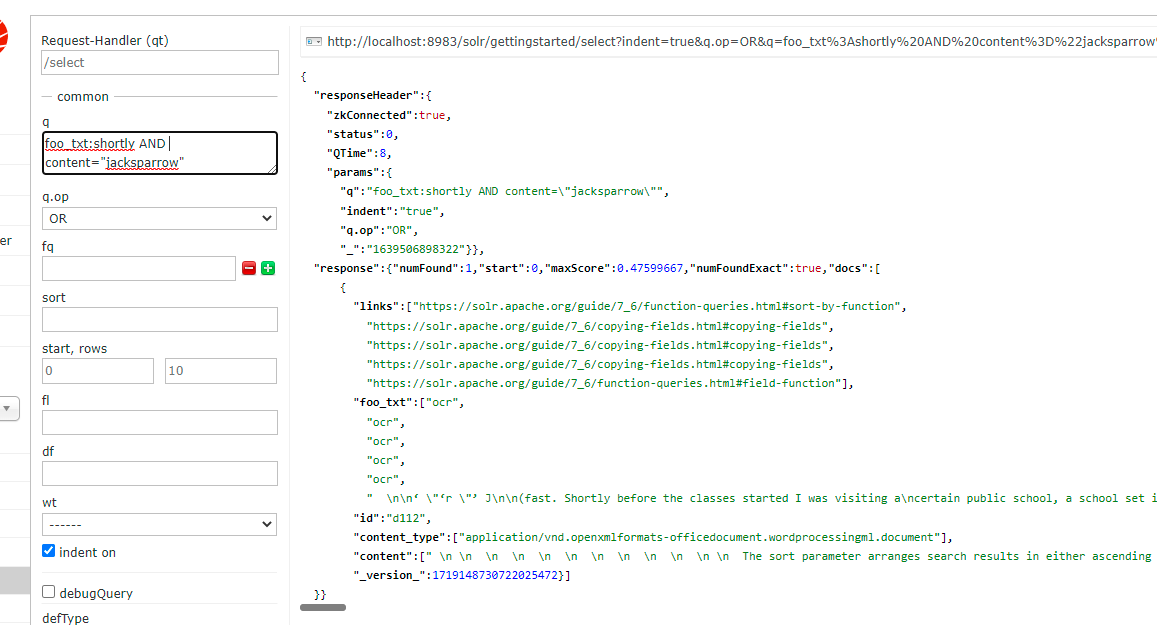 er
Request-Handler (qt)
/select
common
q
foo_txt:shortly AND
content="jacksparrow"
q.op
OR
fq
sort
start, rows
0 10
fl
df
wt
------
indent on
debugQuery
defType
http://localhost:8983/solr/gettingstarted/select?indent=true&q.op=OR&q=foo_txt%3Ashortly%20AND%20content%3D%22jacksparrow%
{
"responseHeader":{
"zkConnected":true,
"status":0,
"QTime":8,
"params":{
"q":"foo_txt:shortly AND content=\"jacksparrow\"",
"indent":"true",
"q.op":"OR",
"_":"1639506898322"}},
"response":{"numFound":1,"start":0,"maxScore":0.47599667,"numFoundExact":true,"docs":[
{
"links":["https://solr.apache.org/guide/7_6/function-queries.html#sort-by-function",
"https://solr.apache.org/guide/7_6/copying-fields.html#copying-fields",
"https://solr.apache.org/guide/7_6/copying-fields.html#copying-fields",
"https://solr.apache.org/guide/7_6/copying-fields.html#copying-fields",
"https://solr.apache.org/guide/7_6/function-queries.html#field-function"],
"foo_txt":["ocr",
"ocr",
"ocr",
"ocr",
"ocr",
"  \n\n‘ \"‘r \"’ J\n\n(fast. Shortly before the classes started I was visiting a\ncertain public school, a school set i
"id":"d112",
"content_type":["application/vnd.openxmlformats-officedocument.wordprocessingml.document"],
"content":[" \n \n  \n  \n  \n  \n  \n  \n  \n  \n \n  The sort parameter arranges search results in either ascending
"_version_":1719148730722025472}]
}}